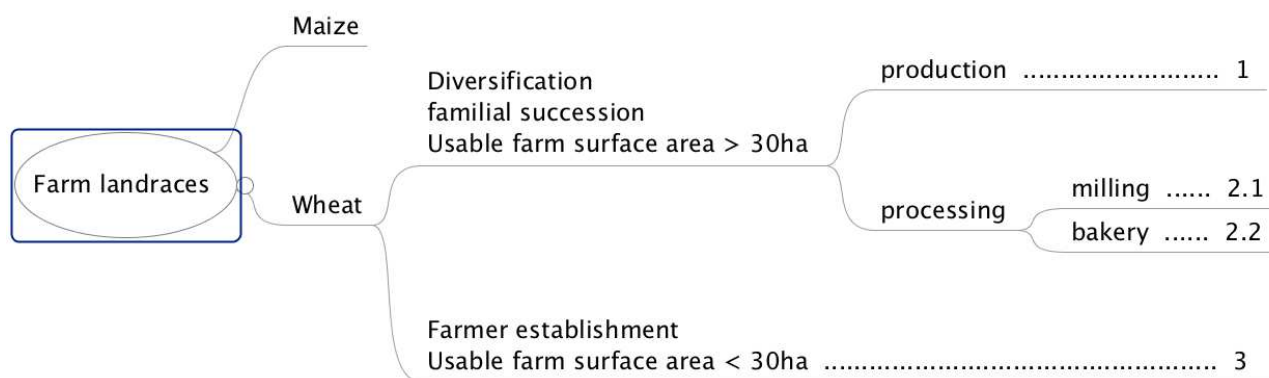 Maize
Diversification
familial succession
Usable farm surface area > 30ha
production .......................... 1
Farm landraces
Wheat
processing
milling ...... 2.1
bakery ...... 2.2
Farmer establishment
Usable farm surface area < 30ha .................................................... 3